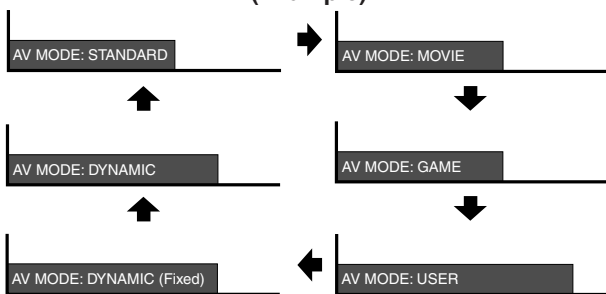 AV MODE: STANDARD
AV MODE: MOVIE
AV MODE: DYNAMIC
AV MODE: GAME
AV MODE: DYNAMIC (Fixed)
AV MODE: USER